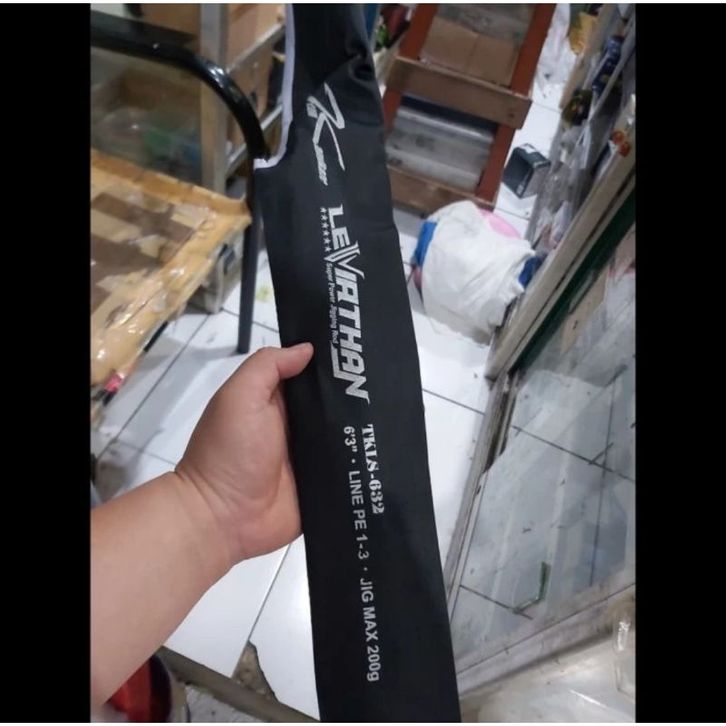 LEVIATHAN
★★★★★★ Super Power Jigging Rod
TKLS-632
6'3" · LINE PE 1-3 · JIG MAX 200g